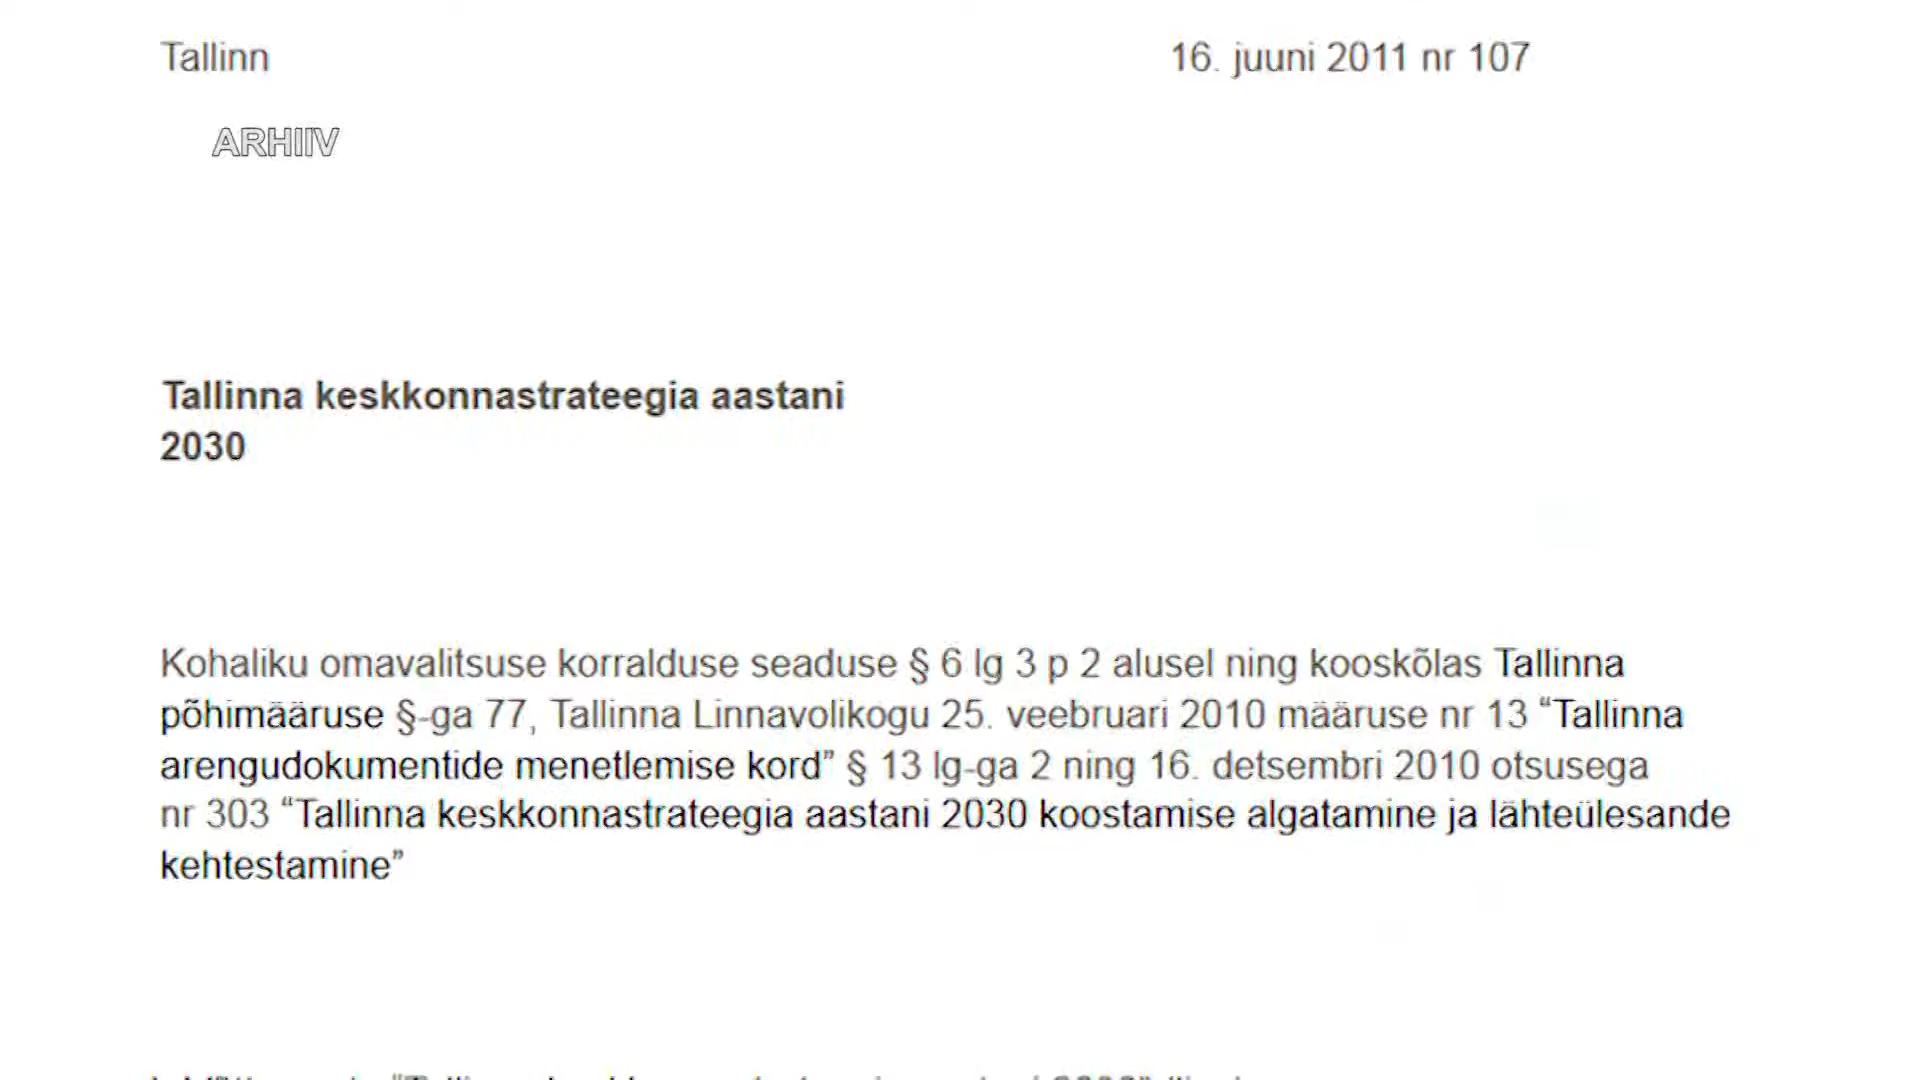 Tallinn 16. juuni 2011 nr 107
ARHIIV
Tallinna keskkonnastrateegia aastani
2030
Kohaliku omavalitsuse korralduse seaduse § 6 lg 3 p 2 alusel ning kooskõlas Tallinna
põhimääruse §-ga 77, Tallinna Linnavolikogu 25. veebruari 2010 määruse nr 13 “Tallinna
arengudokumentide menetlemise kord” § 13 lg-ga 2 ning 16. detsembri 2010 otsusega
nr 303 “Tallinna keskkonnastrateegia aastani 2030 koostamise algatamine ja lähteülesande
kehtestamine”